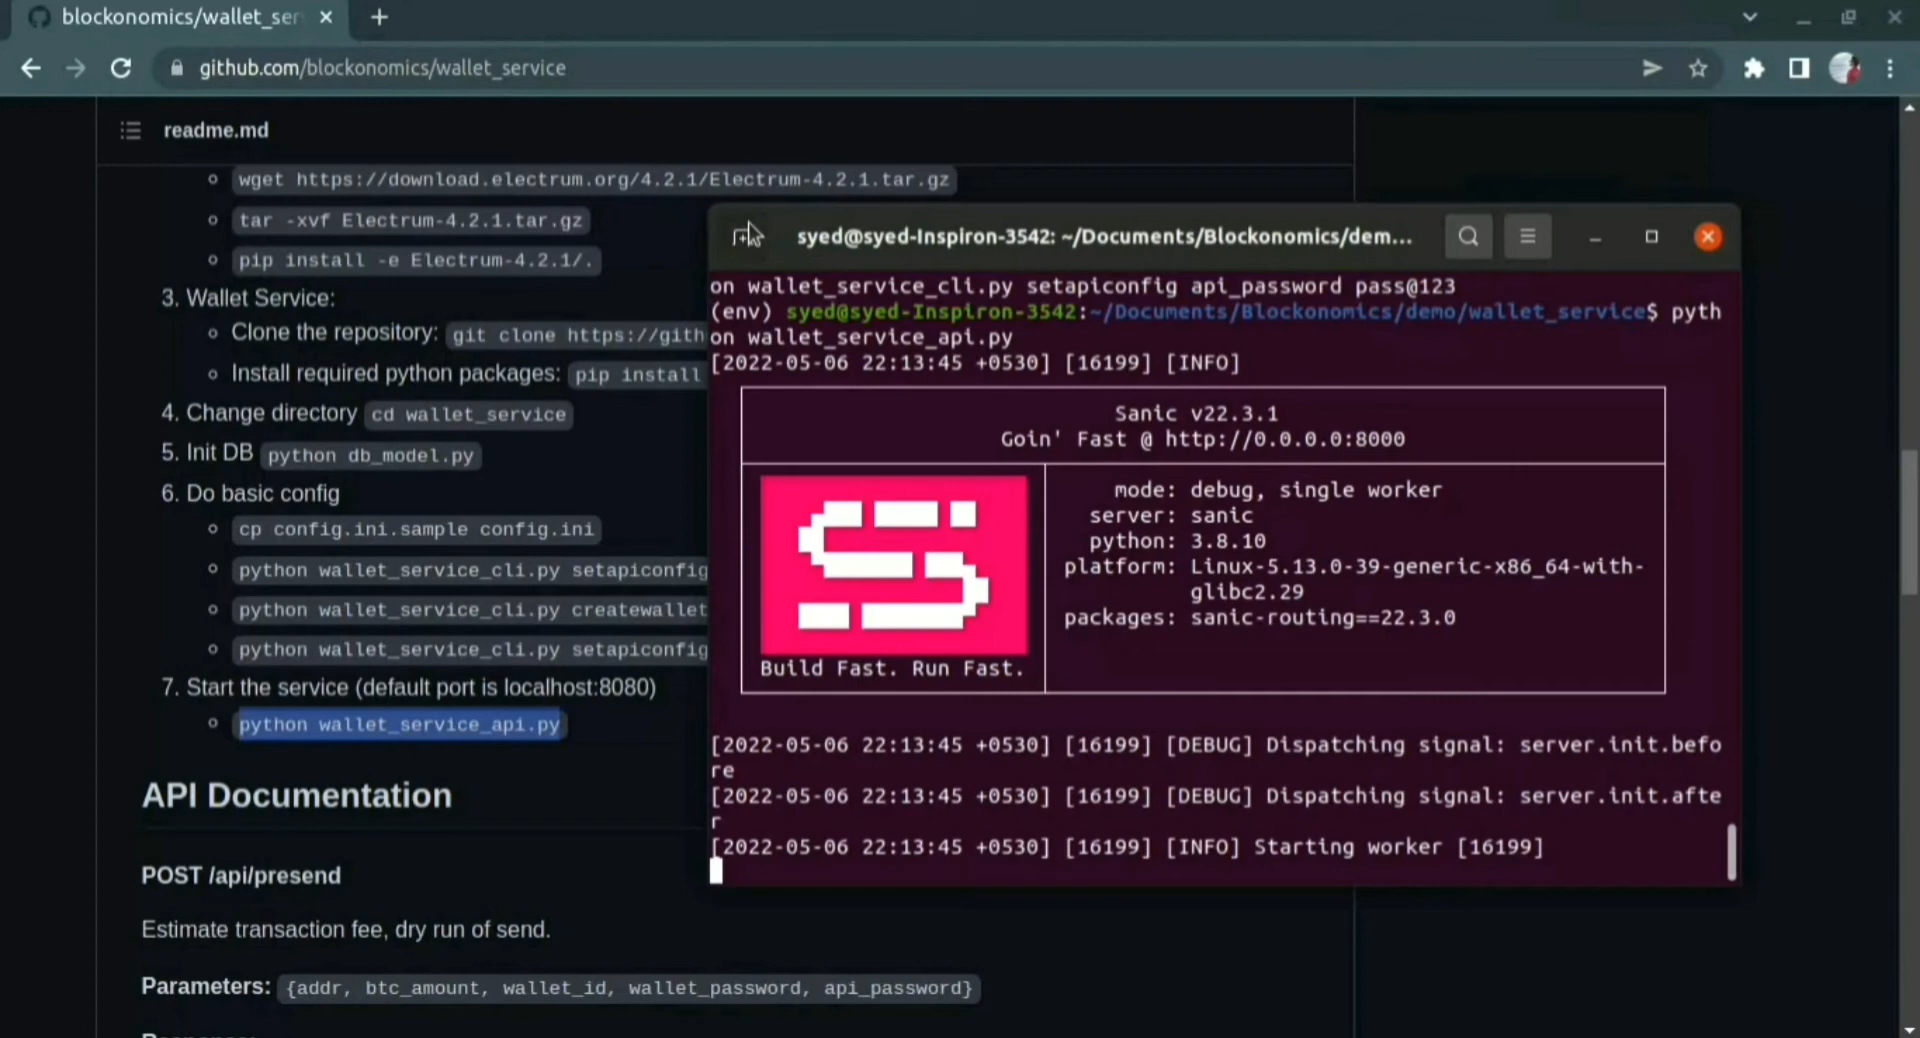 blockonomics/wallet_ser
github.com/blockonomics/wallet_service
readme.md
wget https://download.electrum.org/4.2.1/Electrum-4.2.1.tar.gz
tar -xvf Electrum-4.2.1.tar.gz
pip install -e Electrum-4.2.1/.
3. Wallet Service:
Clone the repository: git clone https://gith
Install required python packages: pip install
4. Change directory cd wallet_service
5. Init DB python db_model.py
6. Do basic config
cp config.ini.sample config.ini
python wallet_service_cli.py setapiconfig
python wallet_service_cli.py createwallet
python wallet_service_cli.py setapiconfig
7. Start the service (default port is localhost:8080)
python wallet_service_api.py
API Documentation
POST /api/presend
Estimate transaction fee, dry run of send.
Parameters: {addr, btc_amount, wallet_id, wallet_password, api_password}
syed@syed-Inspiron-3542: ~/Documents/Blockonomics/dem...
on wallet_service_cli.py setapiconfig api_password pass@123
(env) syed@syed-Inspiron-3542:~/Documents/Blockonomics/demo/wallet_service$ pyth
on wallet_service_api.py
[2022-05-06 22:13:45 +0530] [16199] [INFO]
Sanic v22.3.1
Goin' Fast @ http://0.0.0.0:8000
mode: debug, single worker
server: sanic
python: 3.8.10
platform: Linux-5.13.0-39-generic-x86_64-with-
glibc2.29
packages: sanic-routing==22.3.0
Build Fast. Run Fast.
[2022-05-06 22:13:45 +0530] [16199] [DEBUG] Dispatching signal: server.init.befo
re
[2022-05-06 22:13:45 +0530] [16199] [DEBUG] Dispatching signal: server.init.afte
r
[2022-05-06 22:13:45 +0530] [16199] [INFO] Starting worker [16199]